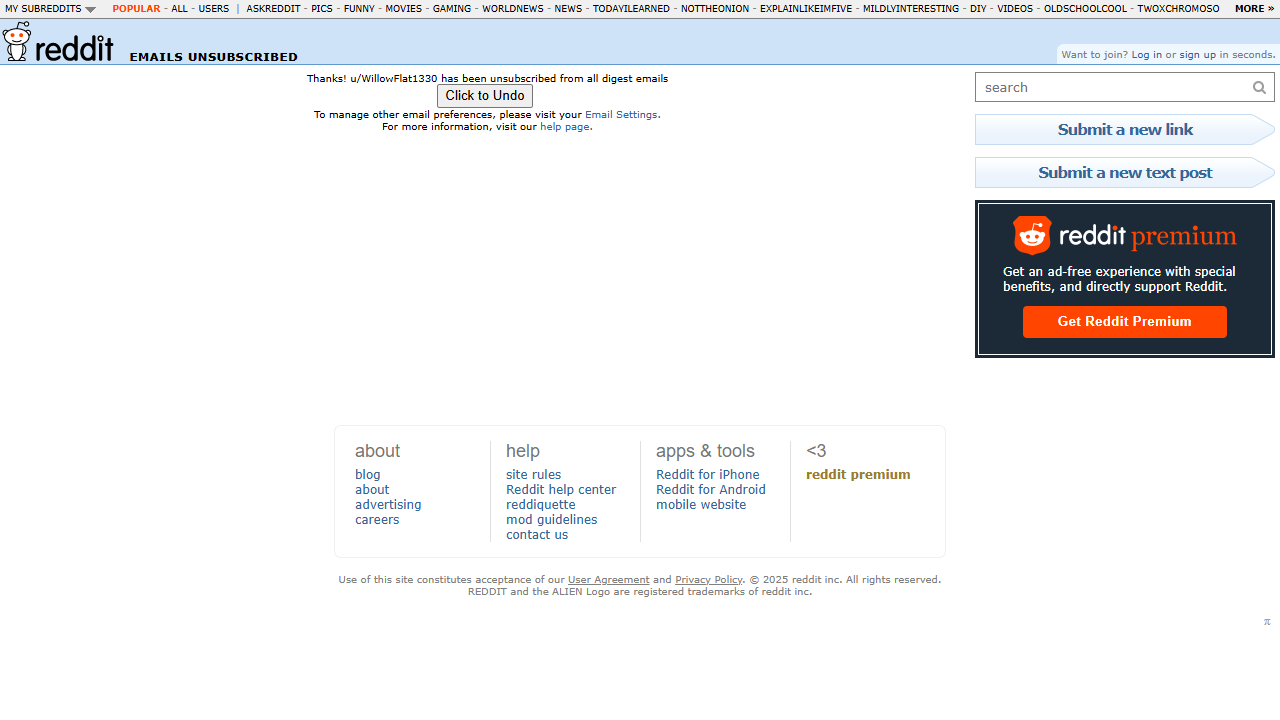 MY SUBREDDITS POPULAR - ALL - USERS | ASKREDDIT - PICS - FUNNY - MOVIES - GAMING - WORLDNEWS - NEWS - TODAYILEARNED - NOTTHEONION - EXPLAINLIKEIMFIVE - MILDLYINTERESTING - DIY - VIDEOS - OLDSCHOOLCOOL - TWOXCHROMOSO MORE »
reddit EMAILS UNSUBSCRIBED
Want to join? Log in or sign up in seconds.
Thanks! u/WillowFlat1330 has been unsubscribed from all digest emails
Click to Undo
To manage other email preferences, please visit your Email Settings.
For more information, visit our help page.
search
Submit a new link
Submit a new text post
reddit premium
Get an ad-free experience with special
benefits, and directly support Reddit.
Get Reddit Premium
about
blog
about
advertising
careers
help
site rules
Reddit help center
reddiquette
mod guidelines
contact us
apps & tools
Reddit for iPhone
Reddit for Android
mobile website
<3
reddit premium
Use of this site constitutes acceptance of our User Agreement and Privacy Policy. © 2025 reddit inc. All rights reserved.
REDDIT and the ALIEN Logo are registered trademarks of reddit inc.
π